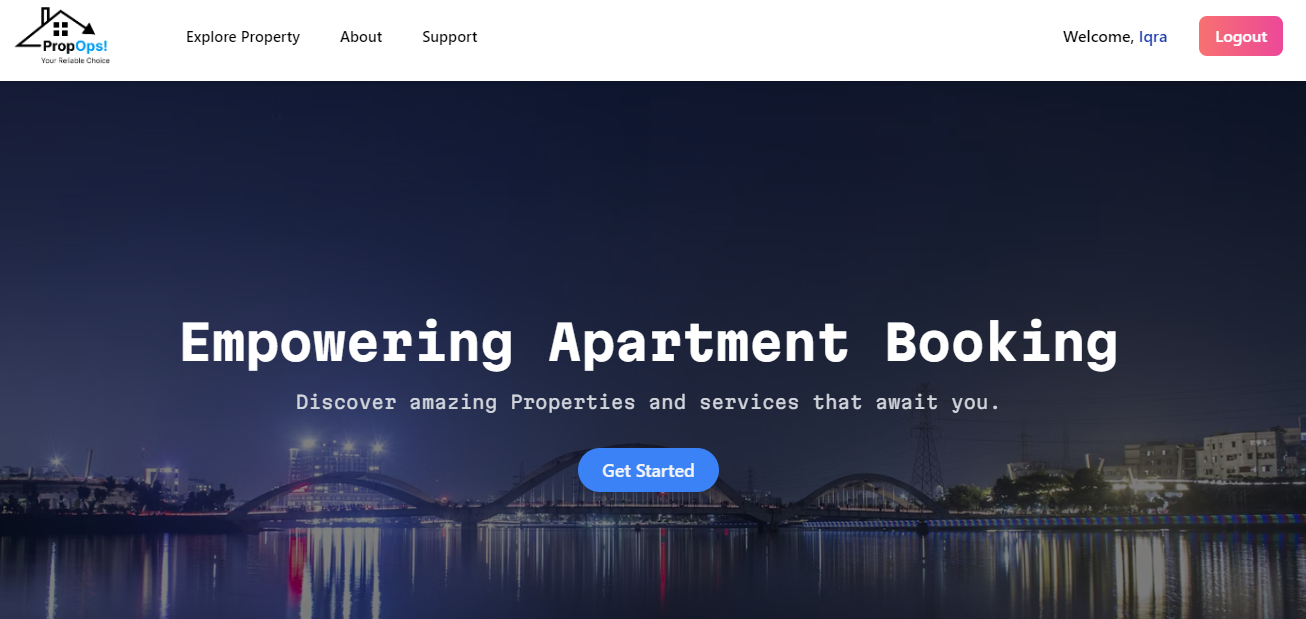 PropOps!
Your Reliable Choice
Explore Property
About
Support
Welcome, Iqra
Logout
Empowering Apartment Booking
Discover amazing Properties and services that await you.
Get Started